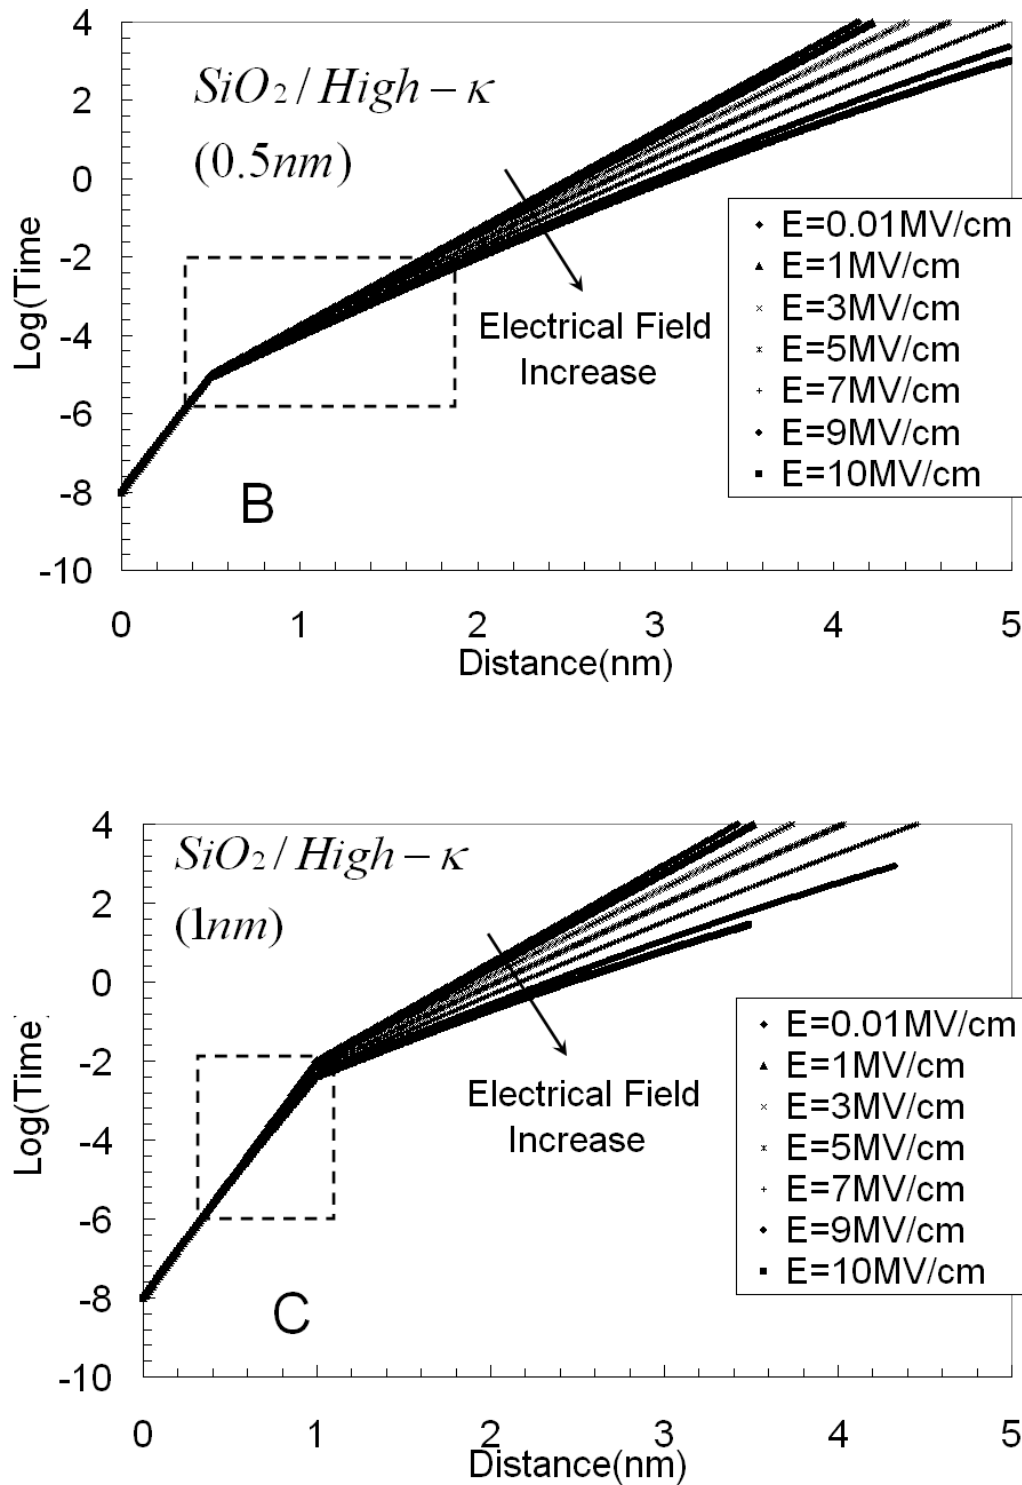 4
SiO2 / High − κ
(0.5nm)
2
0
-2
-4
-6
-8
-10
Log(Time
Electrical Field
Increase
E=0.01MV/cm
E=1MV/cm
E=3MV/cm
E=5MV/cm
E=7MV/cm
E=9MV/cm
E=10MV/cm
B
0 1 2 3 4 5
Distance(nm)
4
SiO2 / High − κ
(1nm)
2
0
-2
-4
-6
-8
-10
Log(Time)
Electrical Field
Increase
E=0.01MV/cm
E=1MV/cm
E=3MV/cm
E=5MV/cm
E=7MV/cm
E=9MV/cm
E=10MV/cm
C
0 1 2 3 4 5
Distance(nm)